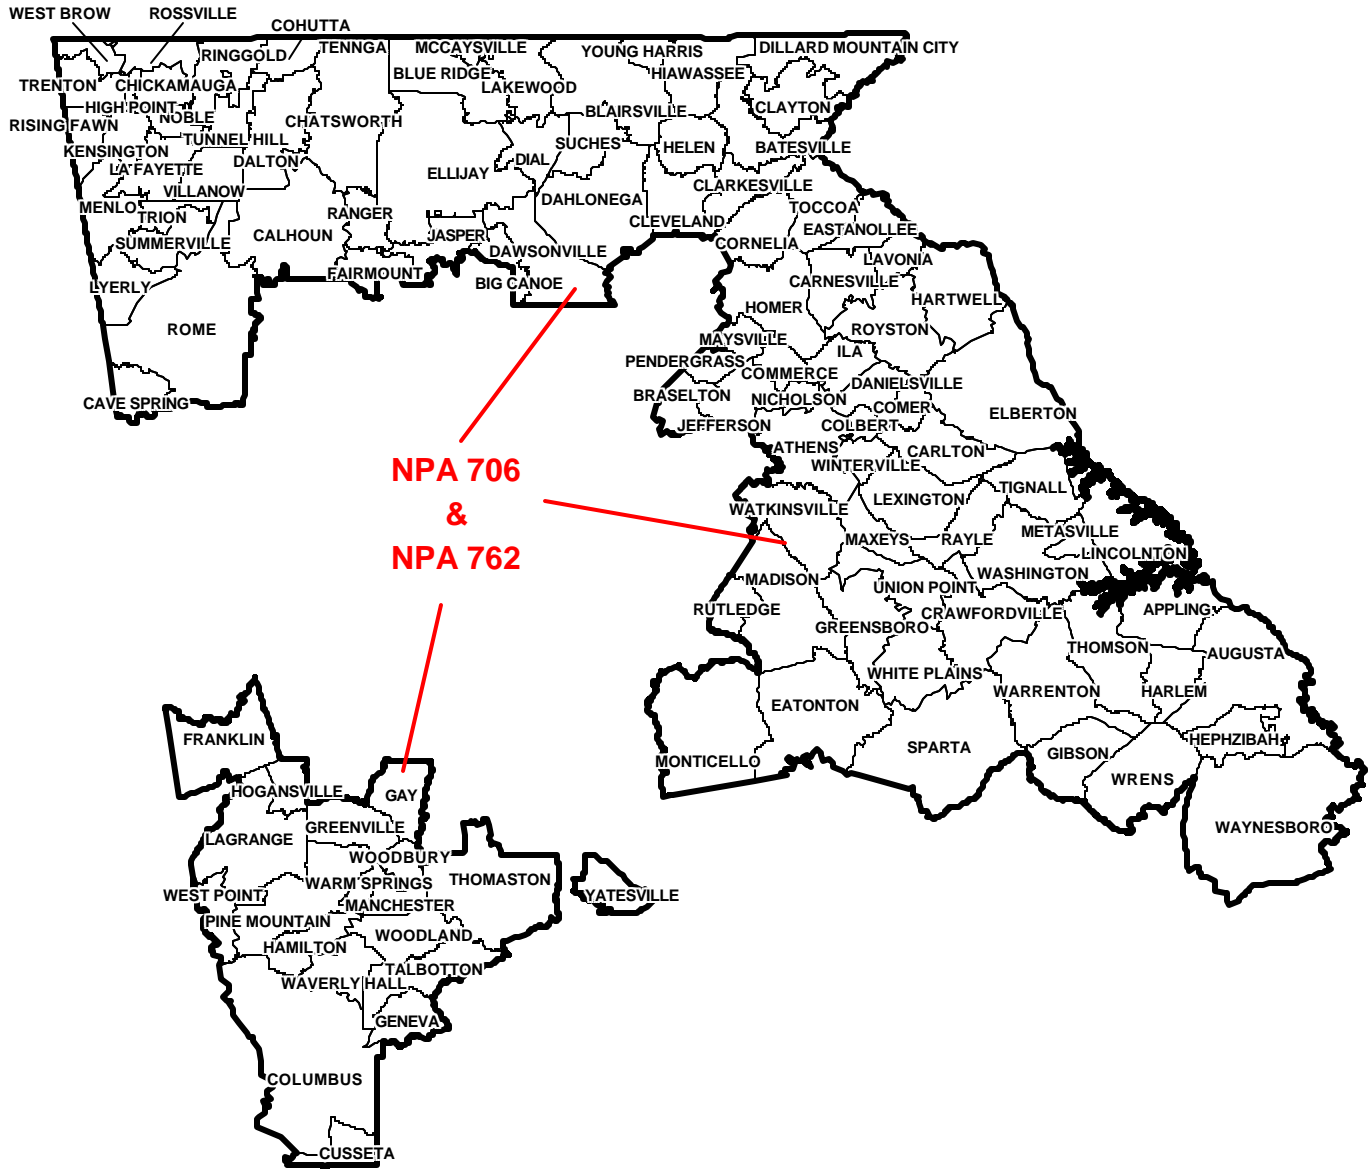 WEST BROW
ROSSVILLE
COHUTTA
RINGGOLD
TENNGA
MCCAYSVILLE
YOUNG HARRIS
DILLARD MOUNTAIN CITY
TRENTON
CHICKAMAUGA
BLUE RIDGE
LAKEWOOD
HIAWASSEE
HIGH POINT
NOBLE
CHATSWORTH
BLAIRSVILLE
CLAYTON
RISING FAWN
TUNNEL HILL
KENSINGTON
LA FAYETTE
DALTON
DIAL
SUCHES
HELEN
BATESVILLE
ELLIJAY
VILLANOW
CLARKESVILLE
MENLO
TRION
RANGER
DAHLONEGA
CLEVELAND
TOCCOA
EASTANOLLEE
SUMMERVILLE
CALHOUN
JASPER
DAWSONVILLE
CORNELIA
LAVONIA
LYERLY
FAIRMOUNT
BIG CANOE
CARNESVILLE
HARTWELL
HOMER
ROME
ROYSTON
MAYSVILLE
ILA
PENDERGRASS
COMMERCE
DANIELSVILLE
CAVE SPRING
BRASELTON
NICHOLSON
COMER
ELBERTON
JEFFERSON
COLBERT
ATHENS
CARLTON
WINTERVILLE
NPA 706
&
NPA 762
LEXINGTON
TIGNALL
WATKINSVILLE
MAXEYS
RAYLE
METASVILLE
LINCOLNTON
MADISON
UNION POINT
WASHINGTON
RUTLEDGE
GREENSBORO
CRAWFORDVILLE
APPLING
THOMSON
AUGUSTA
WHITE PLAINS
WARRENTON
HARLEM
EATONTON
FRANKLIN
MONTICELLO
SPARTA
GIBSON
HEPHZIBAH
WRENS
HOGANSVILLE
GAY
GREENVILLE
LAGRANGE
WAYNESBORO
WOODBURY
THOMASTON
WARM SPRINGS
WEST POINT
YATESVILLE
MANCHESTER
PINE MOUNTAIN
WOODLAND
HAMILTON
TALBOTTON
WAVERLY HALL
GENEVA
COLUMBUS
CUSSETA